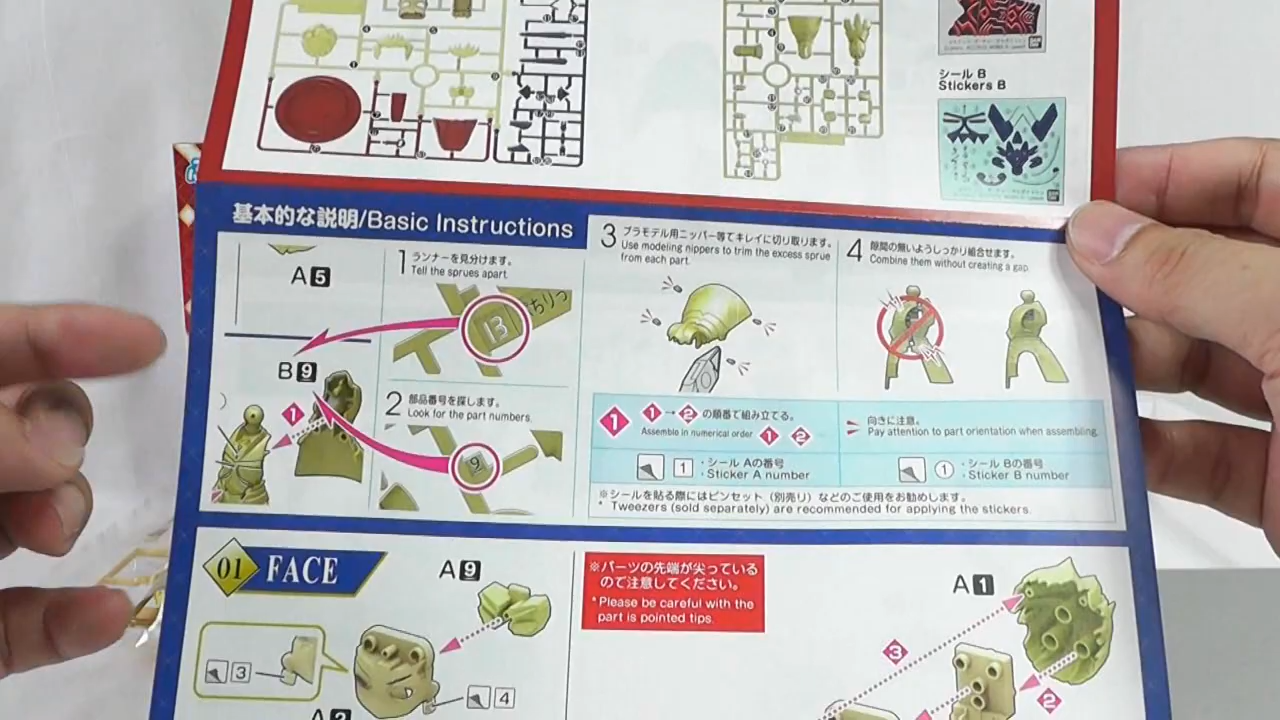 シール B
Stickers B
基本的な説明/Basic Instructions
A 5
B 9
1
1 ランナーを見分けます。
Tell the sprues apart.
13
2 部品番号を探します。
Look for the part numbers.
9
3 プラモデル用ニッパー等でキレイに切り取ります。
Use modeling nippers to trim the excess sprue
from each part.
4 隙間の無いようしっかり組合せます。
Combine them without creating a gap.
1 1 → 2 の順番で組み立てる。
Assemble in numerical order 1 2
向きに注意。
Pay attention to part orientation when assembling.
1 ・シール Aの番号
・Sticker A number
1 ・シール Bの番号
・Sticker B number
※シールを貼る際にはピンセット（別売り）などのご使用をお勧めします。
* Tweezers (sold separately) are recommended for applying the stickers.
01 FACE
A 9
3
4
A 2
※パーツの先端が尖っている
ので注意してください。
* Please be careful with the
part is pointed tips.
A 1
3
2